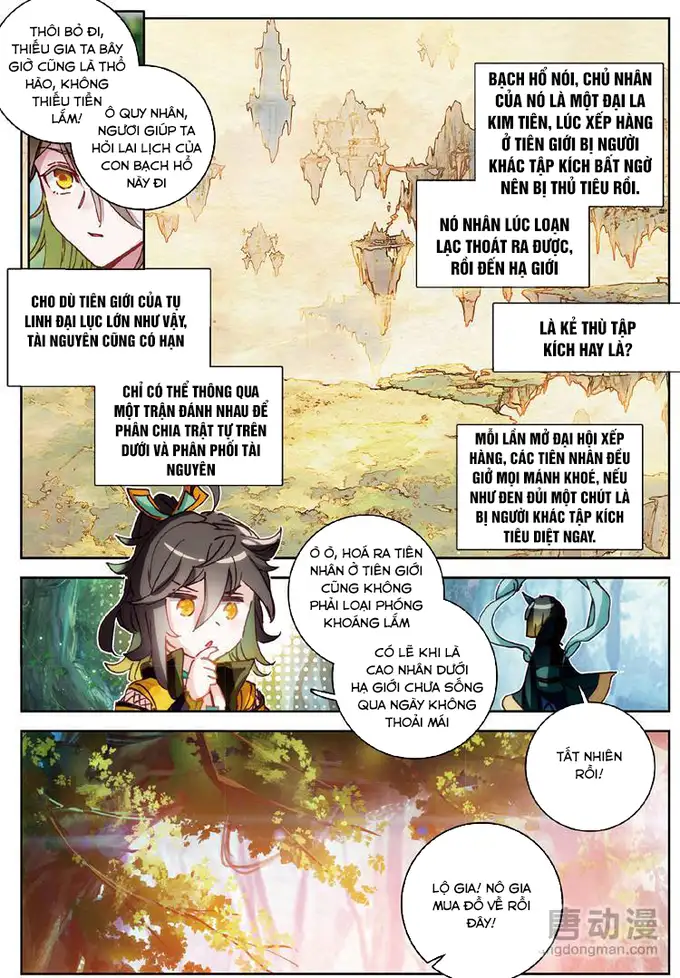 THÔI BỎ ĐI,
THIẾU GIA TA BÂY
GIỜ CŨNG LÀ THỔ
HÀO, KHÔNG
THIẾU TIỀN
LẮM!
Ô QUY NHÂN,
NGƯƠI GIÚP TA
HỎI LAI LỊCH CỦA
CON BẠCH HỔ
NÀY ĐI
BẠCH HỔ NÓI, CHỦ NHÂN
CỦA NÓ LÀ MỘT ĐẠI LA
KIM TIÊN, LÚC XẾP HÀNG
Ở TIÊN GIỚI BỊ NGƯỜI
KHÁC TẬP KÍCH BẤT NGỜ
NÊN BỊ THỦ TIÊU RỒI.
NÓ NHÂN LÚC LOẠN
LẠC THOÁT RA ĐƯỢC,
RỒI ĐẾN HẠ GIỚI
LÀ KẺ THÙ TẬP
KÍCH HAY LÀ?
CHO DÙ TIÊN GIỚI CỦA TỤ
LINH ĐẠI LỤC LỚN NHƯ VẬY,
TÀI NGUYÊN CŨNG CÓ HẠN
CHỈ CÓ THỂ THÔNG QUA
MỘT TRẬN ĐÁNH NHAU ĐỂ
PHÂN CHIA TRẬT TỰ TRÊN
DƯỚI VÀ PHÂN PHỐI TÀI
NGUYÊN
MỖI LẦN MỞ ĐẠI HỘI XẾP
HÀNG, CÁC TIÊN NHÂN ĐỀU
GIỞ MỌI MÁNH KHOÉ, NẾU
NHƯ ĐEN ĐỦI MỘT CHÚT LÀ
BỊ NGƯỜI KHÁC TẬP KÍCH
TIÊU DIỆT NGAY.
Ồ Ồ, HOÁ RA TIÊN
NHÂN Ở TIÊN GIỚI
CŨNG KHÔNG
PHẢI LOẠI PHÓNG
KHOÁNG LẮM
CÓ LẼ KHI LÀ
CAO NHÂN DƯỚI
HẠ GIỚI CHƯA SỐNG
QUA NGÀY KHÔNG
THOẢI MÁI
TẤT NHIÊN
RỒI!
LỘ GIA! NÔ GIA
MUA ĐỒ VỀ RỒI
ĐÂY!
唐动漫
ngdongman.com